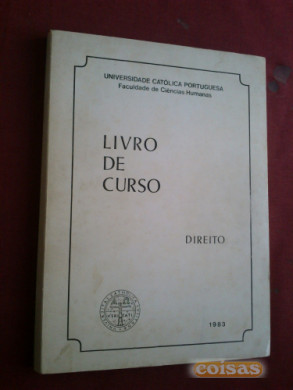 UNIVERSIDADE CATÓLICA PORTUGUESA
Faculdade de Ciências Humanas
LIVRO
DE
CURSO
DIREITO
1983
coisas